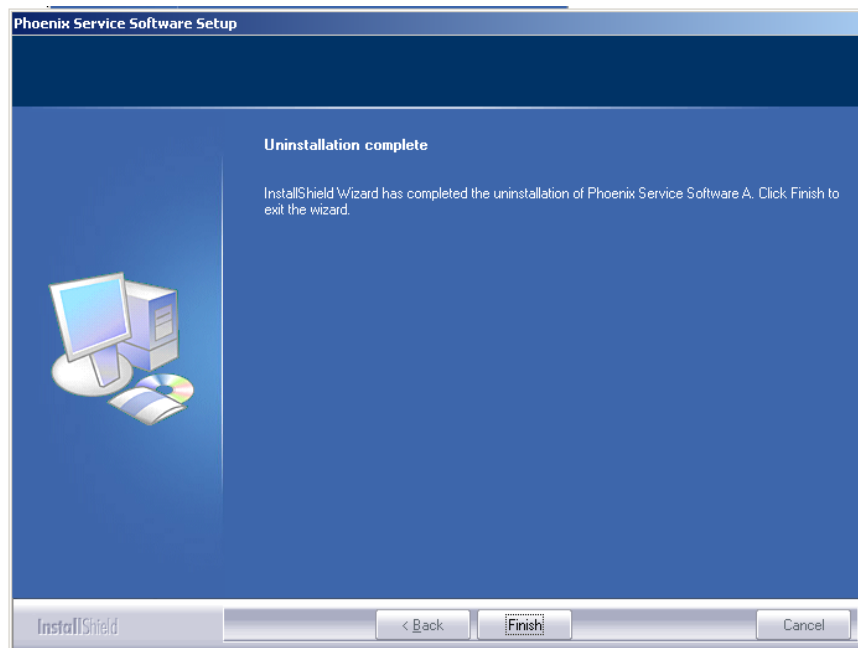 Phoenix Service Software Setup
Uninstallation complete
InstallShield Wizard has completed the uninstallation of Phoenix Service Software A. Click Finish to
exit the wizard.
InstallShield
< Back
Finish
Cancel